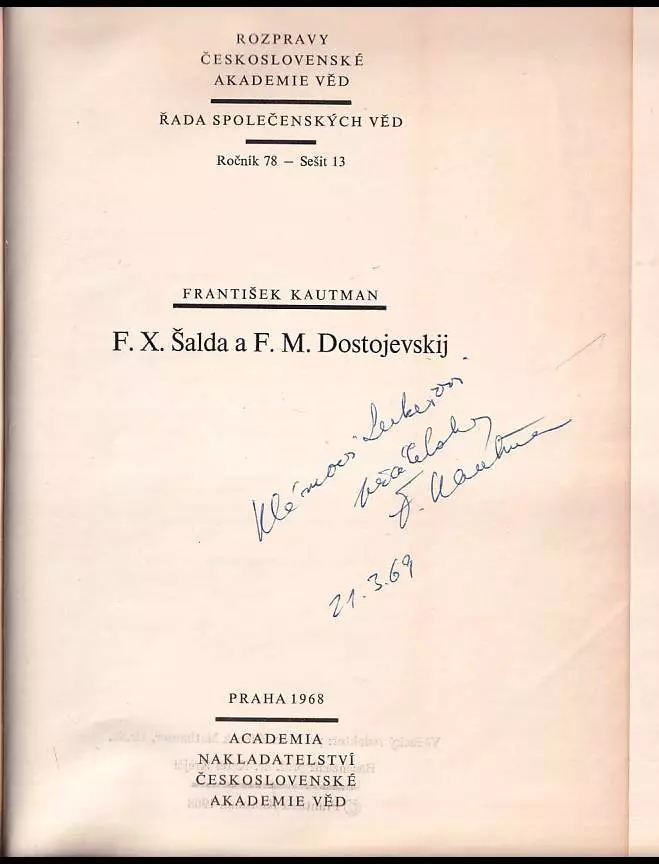 ROZPRAVY
ČESKOSLOVENSKÉ
AKADEMIE VĚD
ŘADA SPOLEČENSKÝCH VĚD
Ročník 78 — Sešit 13
FRANTIŠEK KAUTMAN
F. X. Šalda a F. M. Dostojevskij
přátelsky
F. Kautman
21.3.69
PRAHA 1968
ACADEMIA
NAKLADATELSTVÍ
ČESKOSLOVENSKÉ
AKADEMIE VĚD